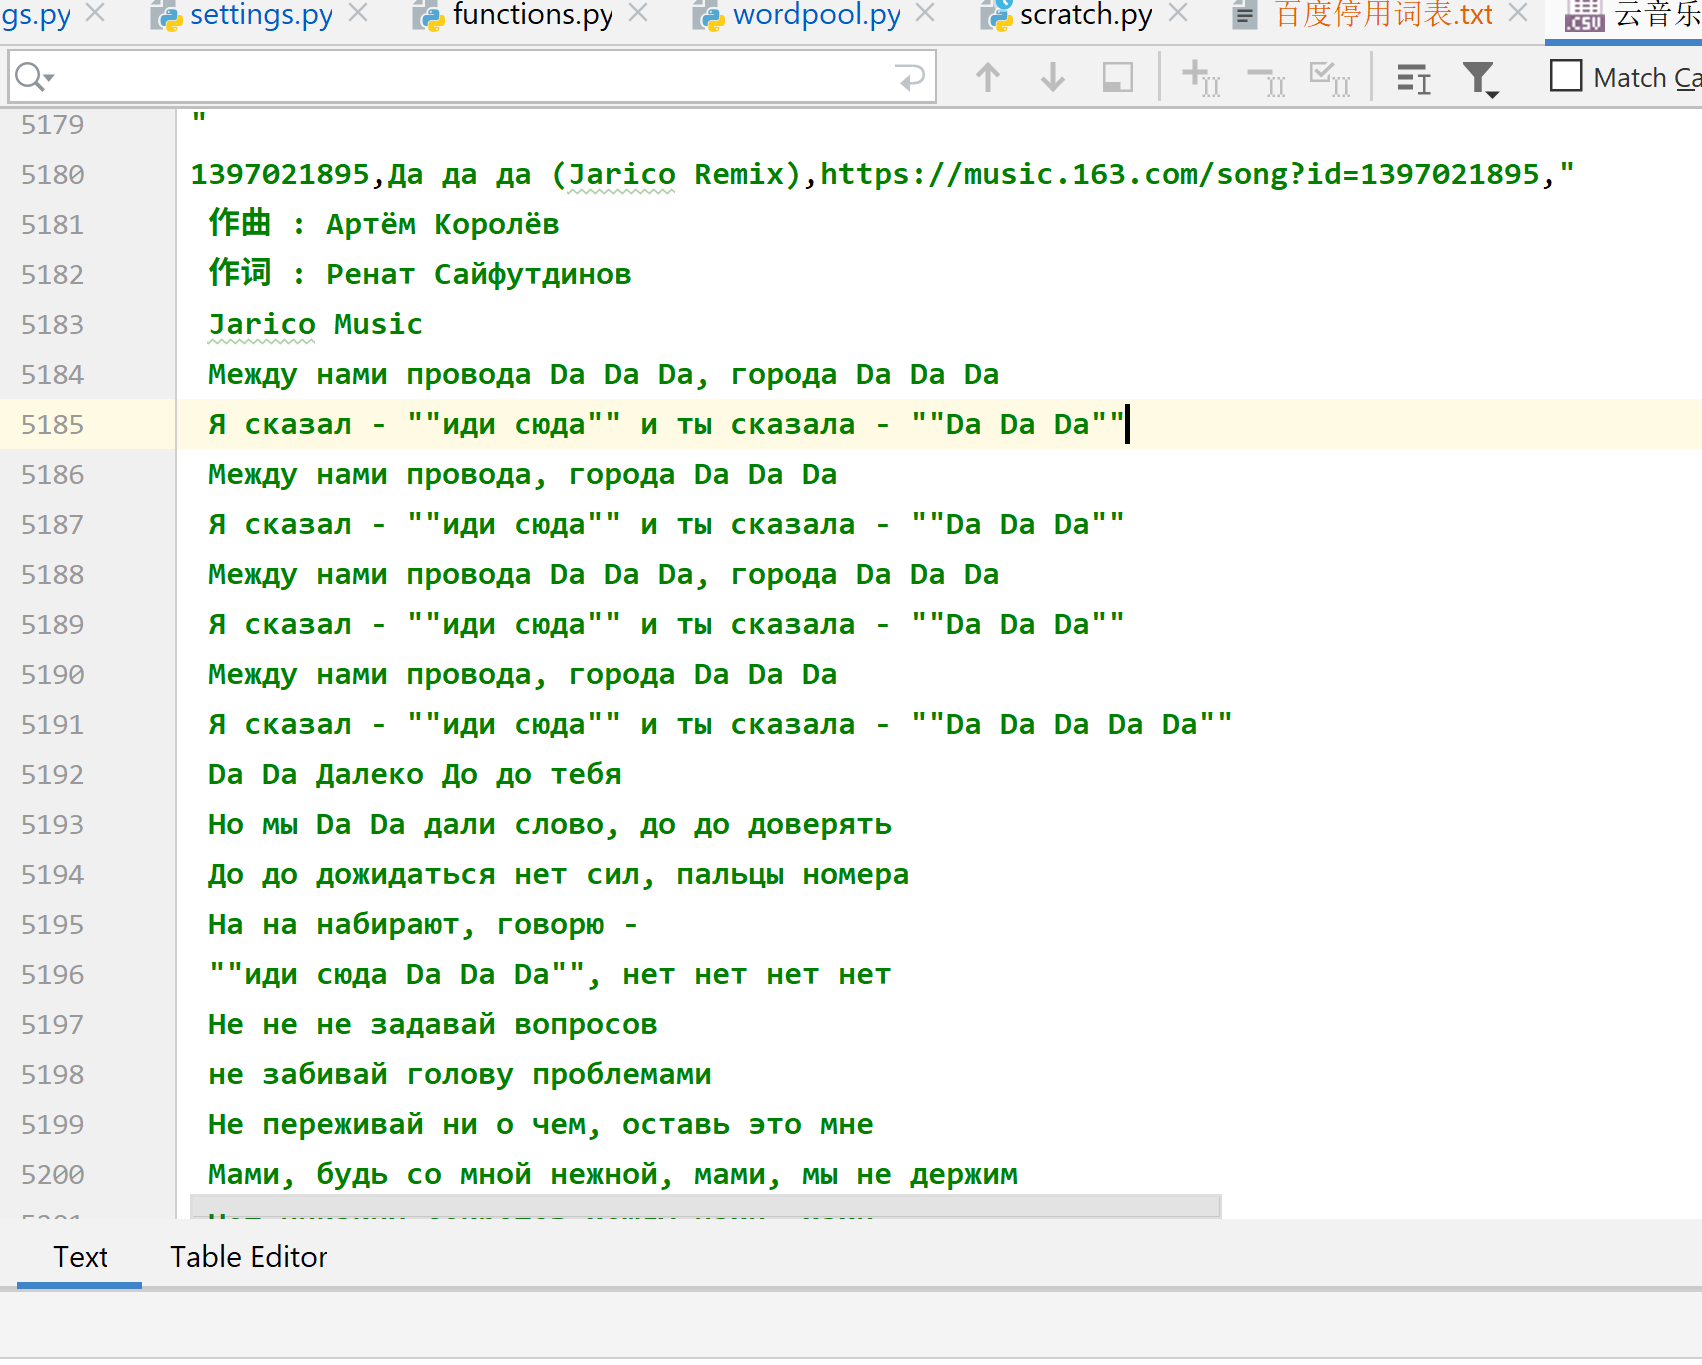 gs.py settings.py functions.py wordpool.py scratch.py 百度停用词表.txt 云音乐
Match Ca
5179 "
5180 1397021895,Да да да (Jarico Remix),https://music.163.com/song?id=1397021895,"
5181 作曲 : Артём Королёв
5182 作词 : Ренат Сайфутдинов
5183 Jarico Music
5184 Между нами провода Da Da Da, города Da Da Da
5185 Я сказал - ""иди сюда"" и ты сказала - ""Da Da Da""
5186 Между нами провода, города Da Da Da
5187 Я сказал - ""иди сюда"" и ты сказала - ""Da Da Da""
5188 Между нами провода Da Da Da, города Da Da Da
5189 Я сказал - ""иди сюда"" и ты сказала - ""Da Da Da""
5190 Между нами провода, города Da Da Da
5191 Я сказал - ""иди сюда"" и ты сказала - ""Da Da Da Da Da""
5192 Da Da Далеко До до тебя
5193 Но мы Da Da дали слово, до до доверять
5194 До до дожидаться нет сил, пальцы номера
5195 На на набирают, говорю -
5196 ""иди сюда Da Da Da"", нет нет нет нет
5197 Не не не задавай вопросов
5198 не забивай голову проблемами
5199 Не переживай ни о чем, оставь это мне
5200 Мами, будь со мной нежной, мами, мы не держим
Text Table Editor